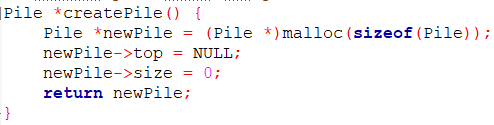 Pile *createPile() {
    Pile *newPile = (Pile *)malloc(sizeof(Pile));
    newPile->top = NULL;
    newPile->size = 0;
    return newPile;
}